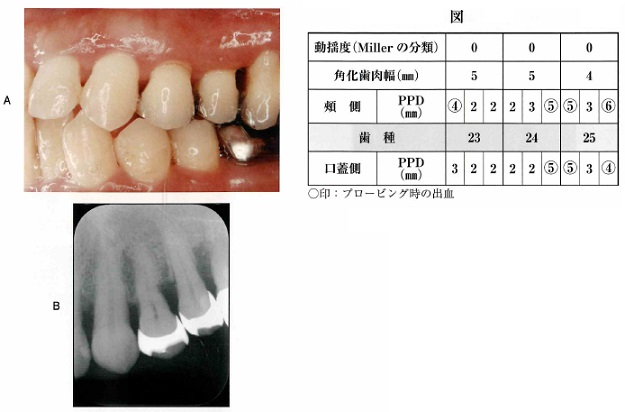 図
A
動揺度(Millerの分類) 0 0 0
角化歯肉幅(mm) 5 5 4
頬 側 PPD(mm) ④ 2 2 2 3 ⑤ ⑤ 3 ⑥
歯 種 23 24 25
口蓋側 PPD(mm) 3 2 2 2 2 ⑤ ⑤ 3 ④
○印：プロービング時の出血
B